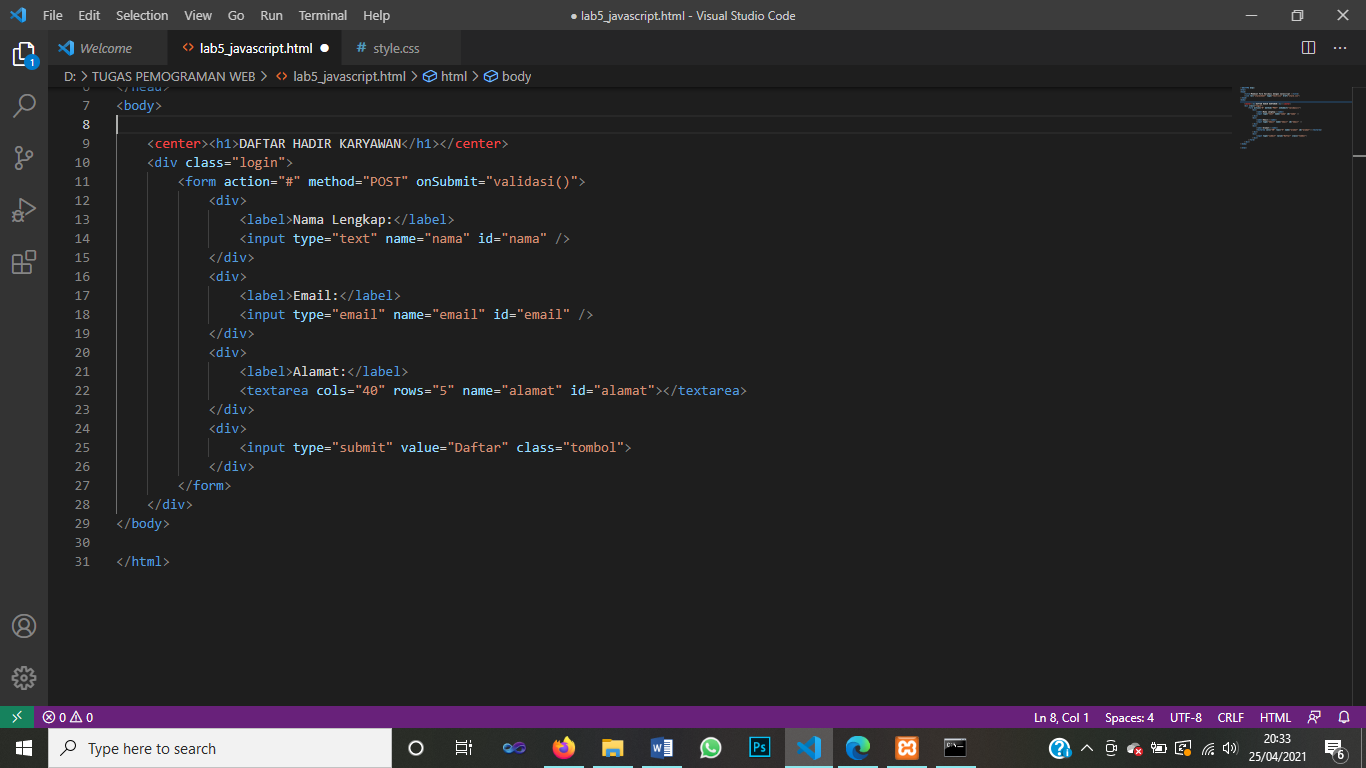 File Edit Selection View Go Run Terminal Help
● lab5_javascript.html - Visual Studio Code
Welcome
<> lab5_javascript.html ●
# style.css
D: > TUGAS PEMOGRAMAN WEB > <> lab5_javascript.html > html > body
6 </head>
7 <body>
8
9 <center><h1>DAFTAR HADIR KARYAWAN</h1></center>
10 <div class="login">
11 <form action="#" method="POST" onSubmit="validasi()">
12 <div>
13 <label>Nama Lengkap:</label>
14 <input type="text" name="nama" id="nama" />
15 </div>
16 <div>
17 <label>Email:</label>
18 <input type="email" name="email" id="email" />
19 </div>
20 <div>
21 <label>Alamat:</label>
22 <textarea cols="40" rows="5" name="alamat" id="alamat"></textarea>
23 </div>
24 <div>
25 <input type="submit" value="Daftar" class="tombol">
26 </div>
27 </form>
28 </div>
29 </body>
30
31 </html>
1
0 0
Ln 8, Col 1 Spaces: 4 UTF-8 CRLF HTML
Type here to search
Ps
20:33
25/04/2021
6